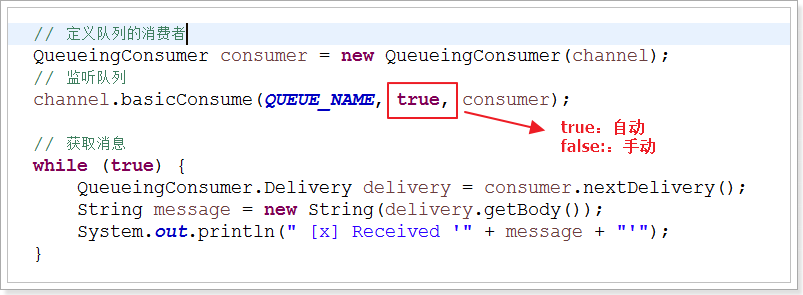 // 定义队列的消费者
QueueingConsumer consumer = new QueueingConsumer(channel);
// 监听队列
channel.basicConsume(QUEUE_NAME, true, consumer);
true：自动
false:：手动
// 获取消息
while (true) {
QueueingConsumer.Delivery delivery = consumer.nextDelivery();
String message = new String(delivery.getBody());
System.out.println(" [x] Received '" + message + "'");
}